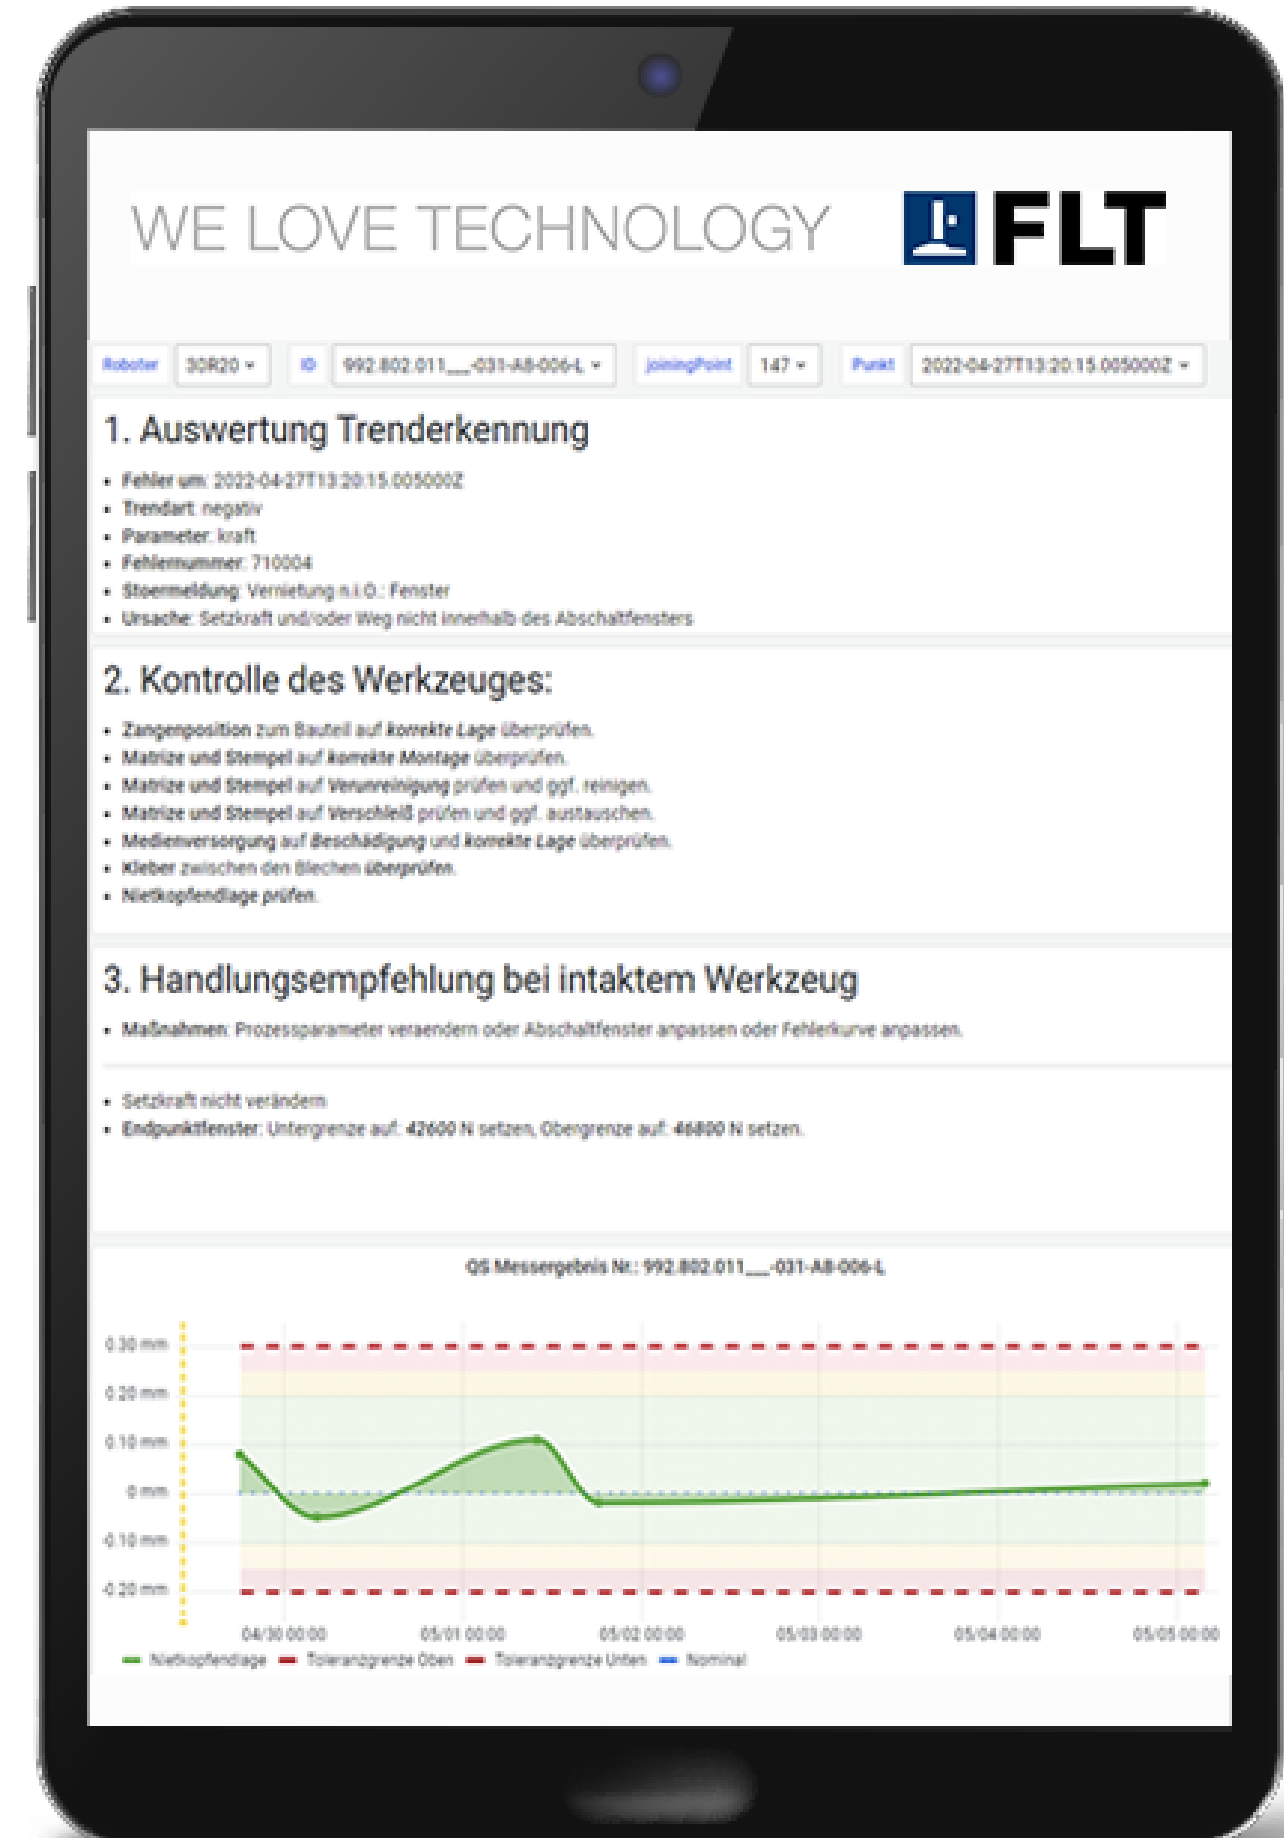 WE LOVE TECHNOLOGY FLT
Roboter 30R20 ID 992.802.011___-031-A8-006-L joiningPoint 147 Punkt 2022-04-27T13:20:15.005000Z
1. Auswertung Trenderkennung
• Fehler um: 2022-04-27T13:20:15.005000Z
• Trendart: negativ
• Parameter: kraft
• Fehlernummer: 710004
• Stoermeldung: Vernietung n.i.O.: Fenster
• Ursache: Setzkraft und/oder Weg nicht innerhalb des Abschaltfensters
2. Kontrolle des Werkzeuges:
• Zangenposition zum Bauteil auf korrekte Lage überprüfen.
• Matrize und Stempel auf korrekte Montage überprüfen.
• Matrize und Stempel auf Verunreinigung prüfen und ggf. reinigen.
• Matrize und Stempel auf Verschleiß prüfen und ggf. austauschen.
• Medienversorgung auf Beschädigung und korrekte Lage überprüfen.
• Kleber zwischen den Blechen überprüfen.
• Nietkopfendlage prüfen.
3. Handlungsempfehlung bei intaktem Werkzeug
• Maßnahmen: Prozessparameter veraendern oder Abschaltfenster anpassen oder Fehlerkurve anpassen.
• Setzkraft nicht verändern
• Endpunktfenster: Untergrenze auf: 42600 N setzen, Obergrenze auf: 46800 N setzen.
QS Messergebnis Nr.: 992.802.011___-031-A8-006-L
0.30 mm
0.20 mm
0.10 mm
0 mm
-0.10 mm
-0.20 mm
04/30 00:00 05/01 00:00 05/02 00:00 05/03 00:00 05/04 00:00 05/05 00:00
Nietkopfendlage Toleranzgrenze Oben Toleranzgrenze Unten Nominal